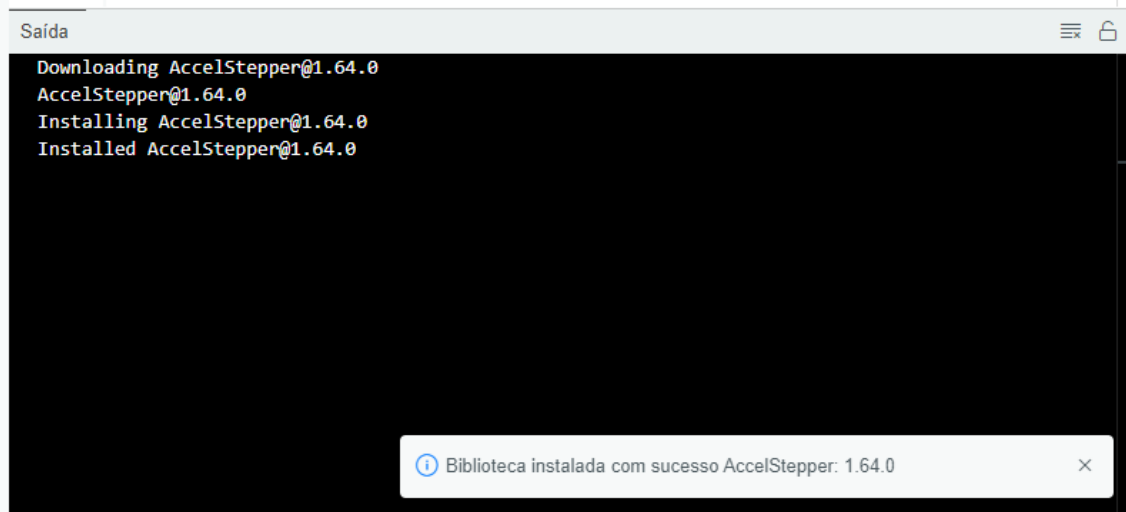 Saída
Downloading AccelStepper@1.64.0
AccelStepper@1.64.0
Installing AccelStepper@1.64.0
Installed AccelStepper@1.64.0
Biblioteca instalada com sucesso AccelStepper: 1.64.0